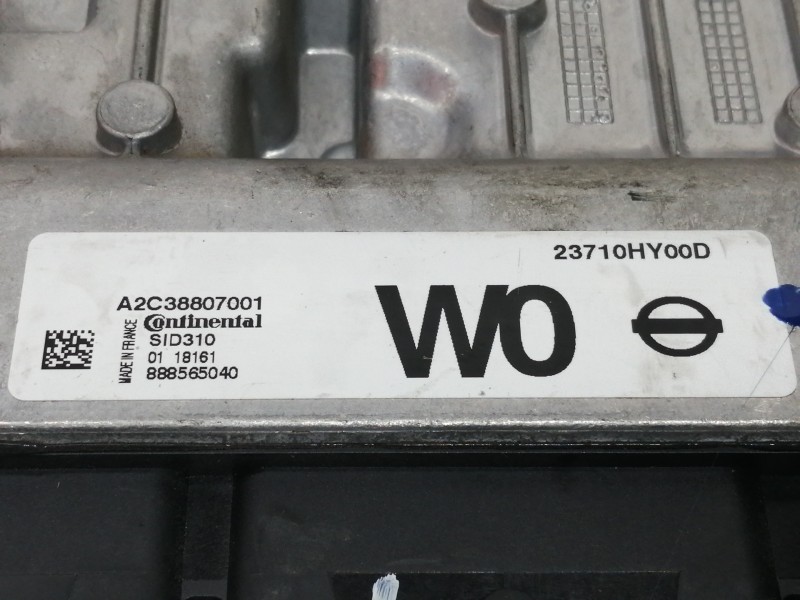 23710HY00D
A2C38807001
Continental
SID310
01 18161
888565040
MADE IN FRANCE
W0